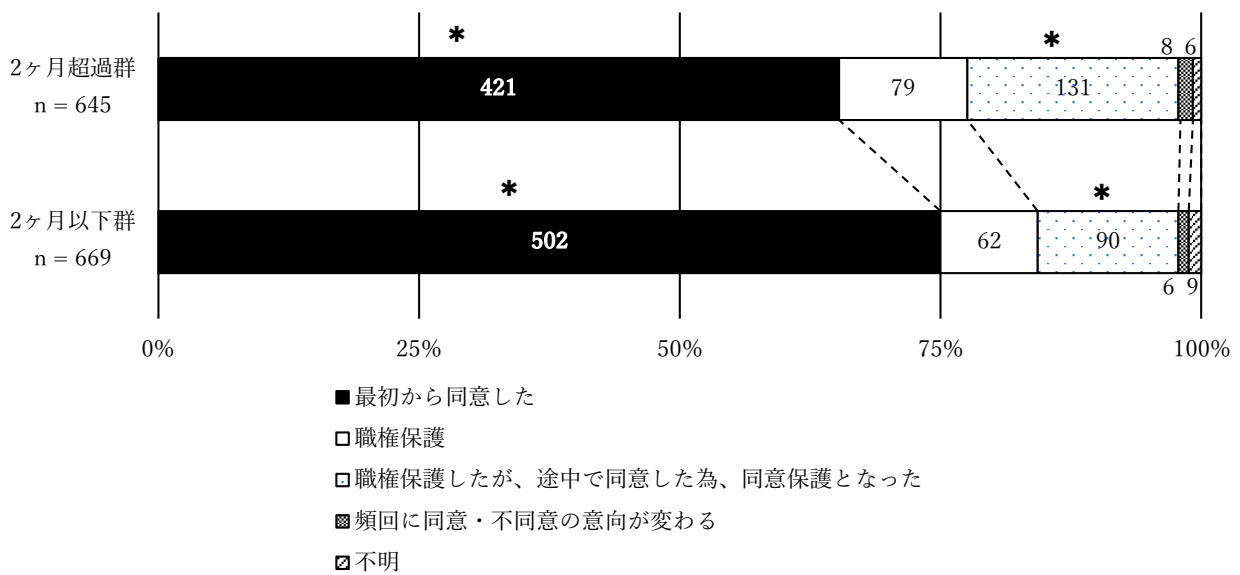 ＊ ＊
8 6
2ヶ月超過群
n = 645
421 79 131
＊ ＊
2ヶ月以下群
n = 669
502 62 90
6 9
0% 25% 50% 75% 100%
最初から同意した
職権保護
職権保護したが、途中で同意した為、同意保護となった
頻回に同意・不同意の意向が変わる
不明